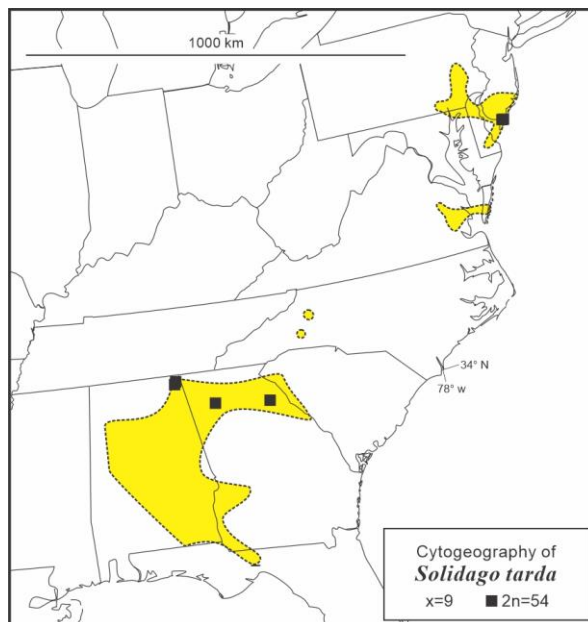 1000 km
34° N
78° w
Cytogeography of
Solidago tarda
x=9 ■ 2n=54